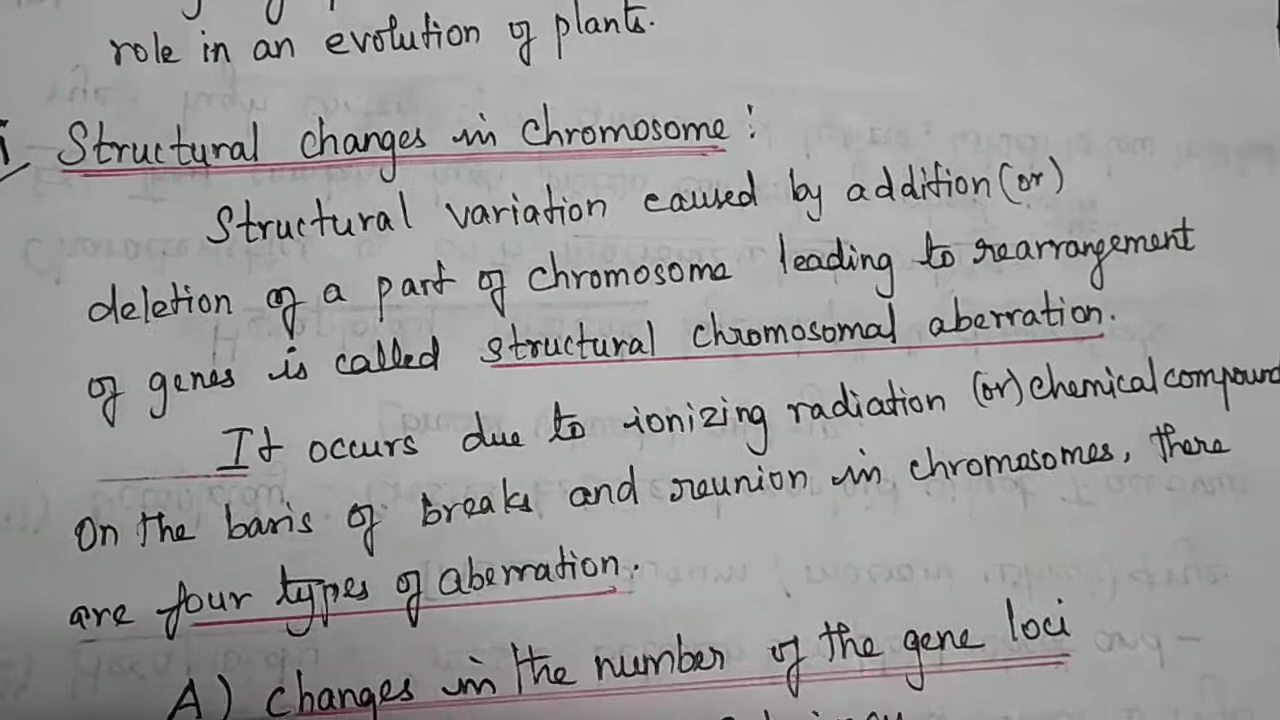 role in an evolution of plants.
Structural changes in chromosome:
Structural variation caused by addition (or)
deletion of a part of chromosome leading to rearrangement
of genes is called structural chromosomal aberration.
It occurs due to ionizing radiation (or) chemical compound
On the basis of breaks and reunion in chromosomes, there
are four types of aberration.
A) Changes in the number of the gene loci